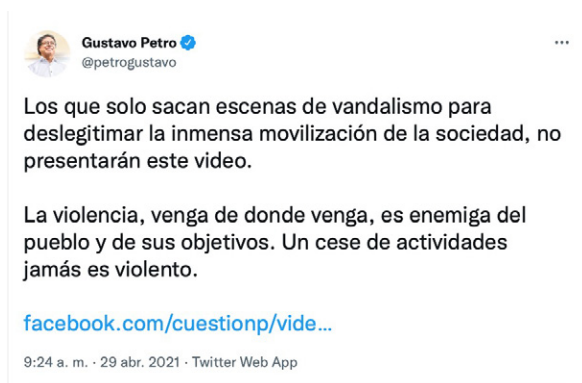 Gustavo Petro
@petrogustavo
Los que solo sacan escenas de vandalismo para
deslegitimar la inmensa movilización de la sociedad, no
presentarán este video.
La violencia, venga de donde venga, es enemiga del
pueblo y de sus objetivos. Un cese de actividades
jamás es violento.
facebook.com/cuestionp/vide...
9:24 a. m. · 29 abr. 2021 · Twitter Web App